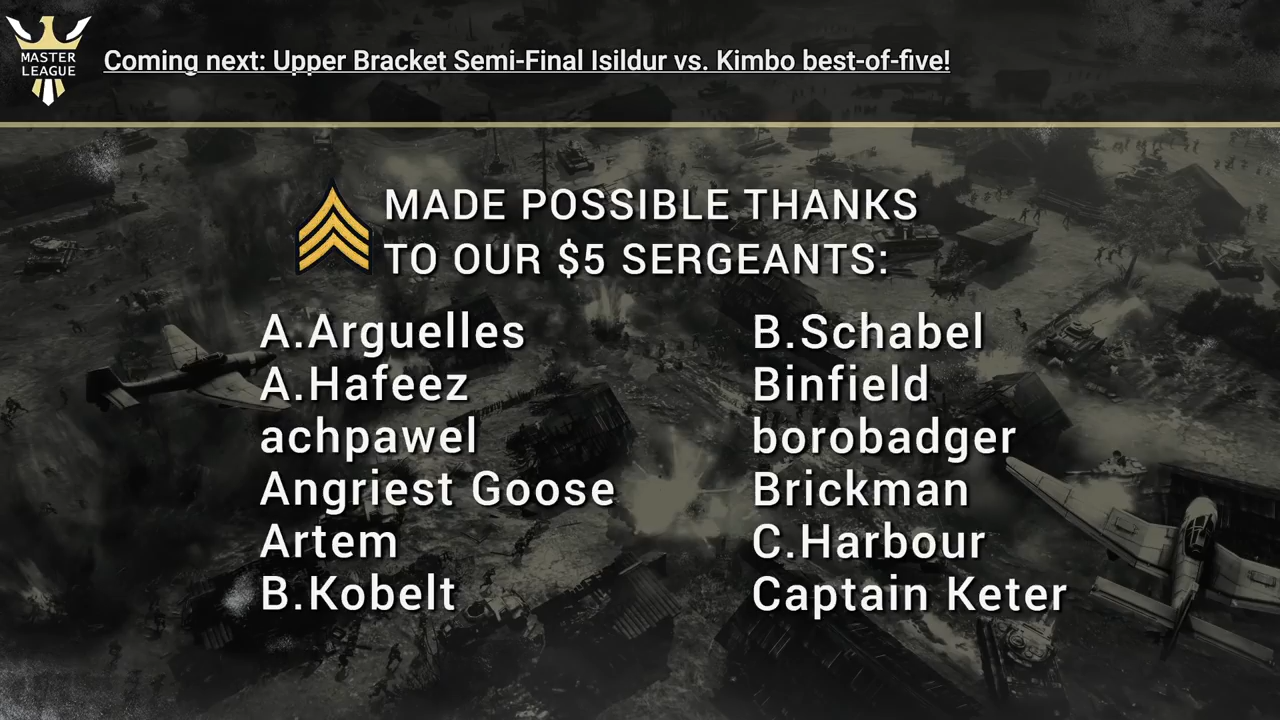 MASTER
LEAGUE
Coming next: Upper Bracket Semi-Final Isildur vs. Kimbo best-of-five!
MADE POSSIBLE THANKS
TO OUR $5 SERGEANTS:
A.Arguelles
A.Hafeez
achpawel
Angriest Goose
Artem
B.Kobelt
B.Schabel
Binfield
borobadger
Brickman
C.Harbour
Captain Keter